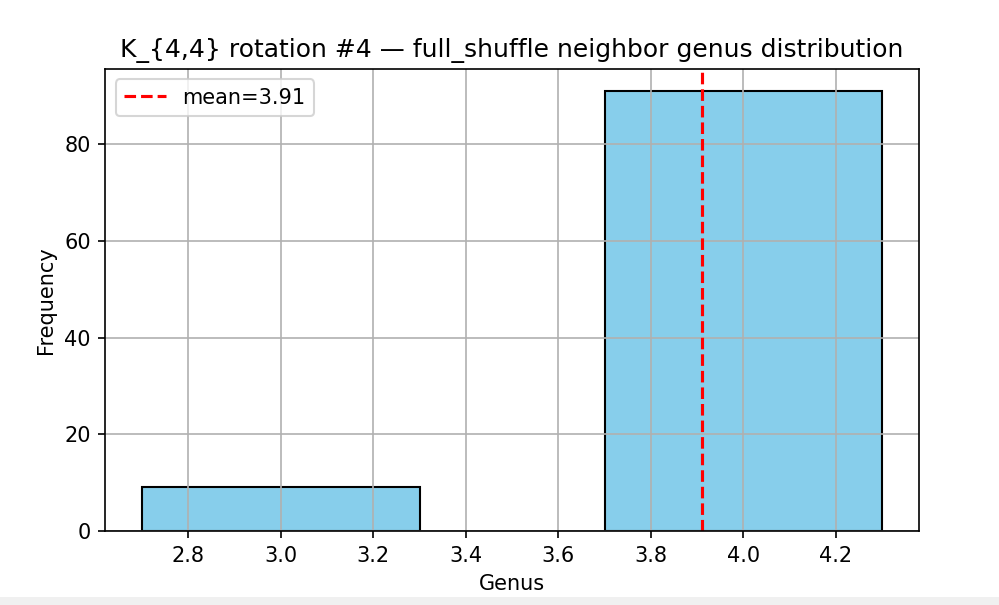 K_{4,4} rotation #4 — full_shuffle neighbor genus distribution
mean=3.91
Frequency
80
60
40
20
0
2.8 3.0 3.2 3.4 3.6 3.8 4.0 4.2
Genus